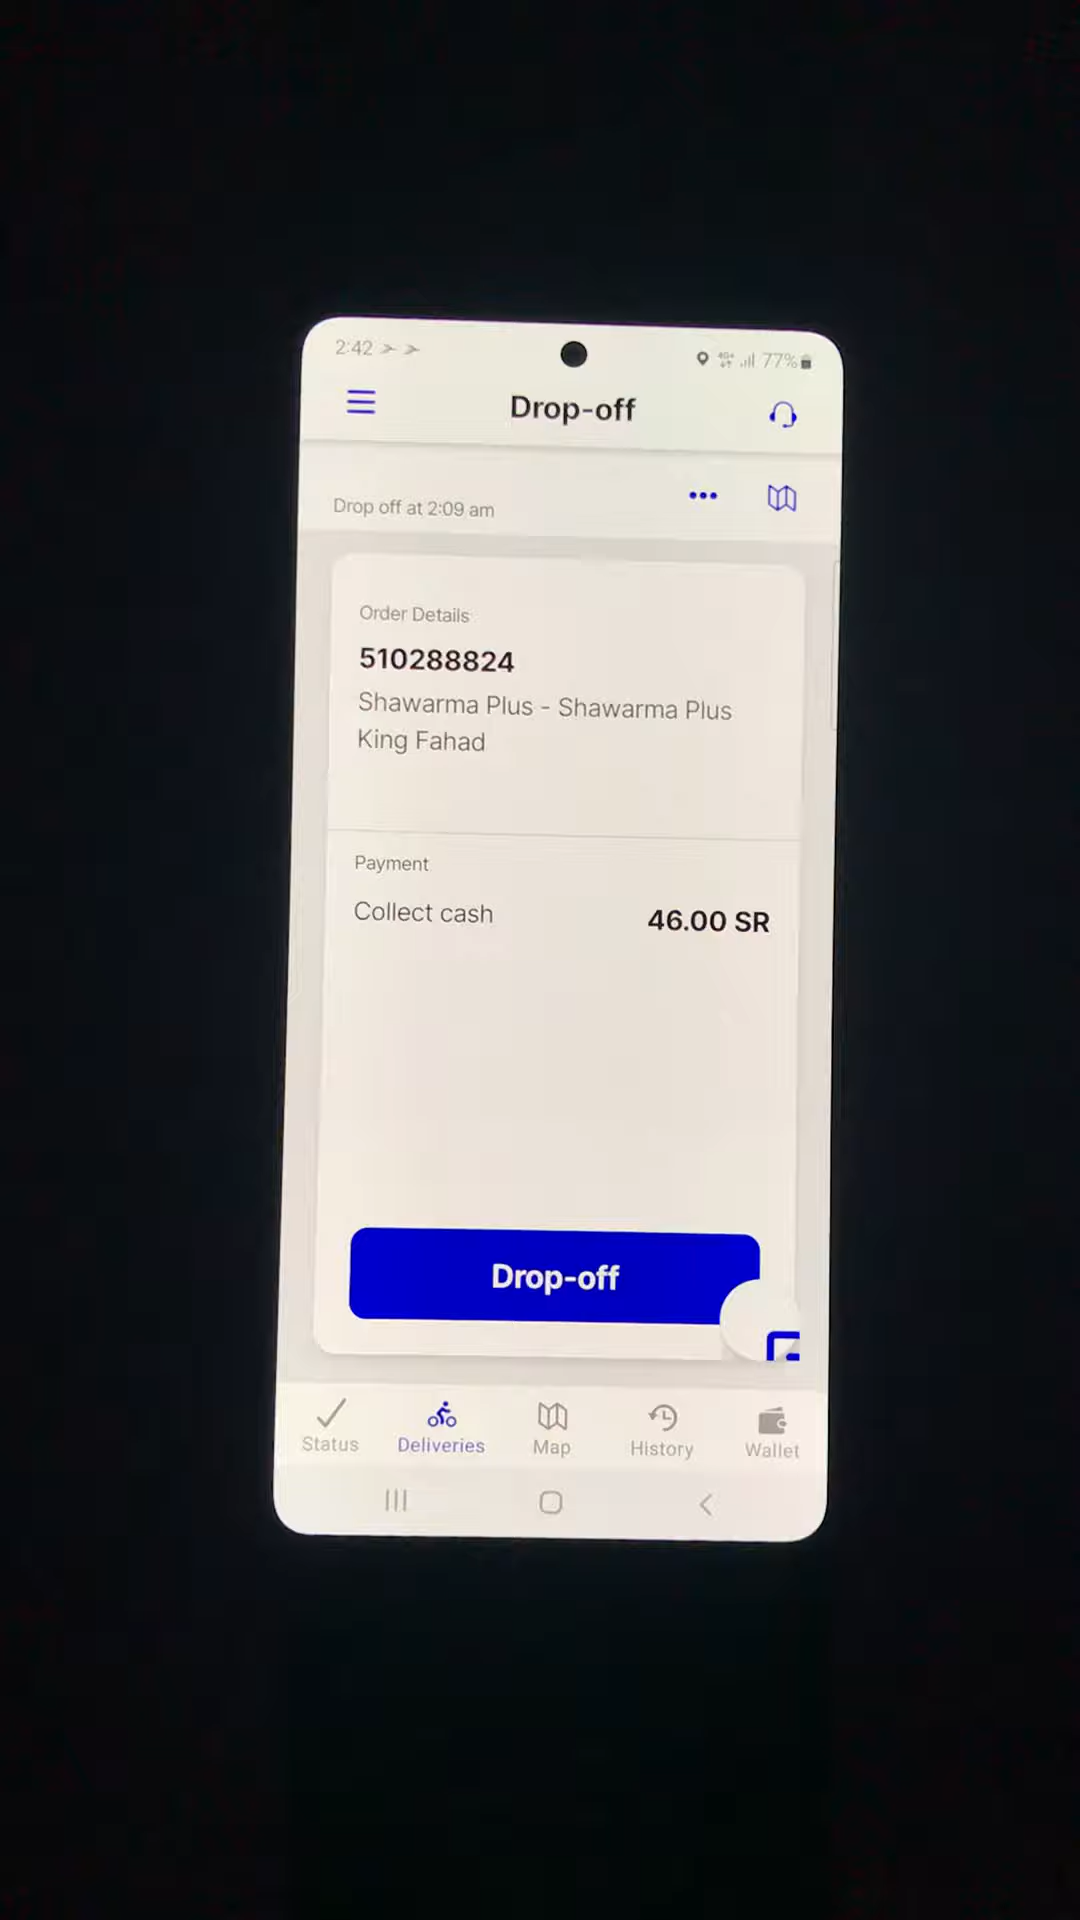 2:42
4G+ 77%
Drop-off
Drop off at 2:09 am
Order Details
510288824
Shawarma Plus - Shawarma Plus
King Fahad
Payment
Collect cash 46.00 SR
Drop-off
Status Deliveries Map History Wallet